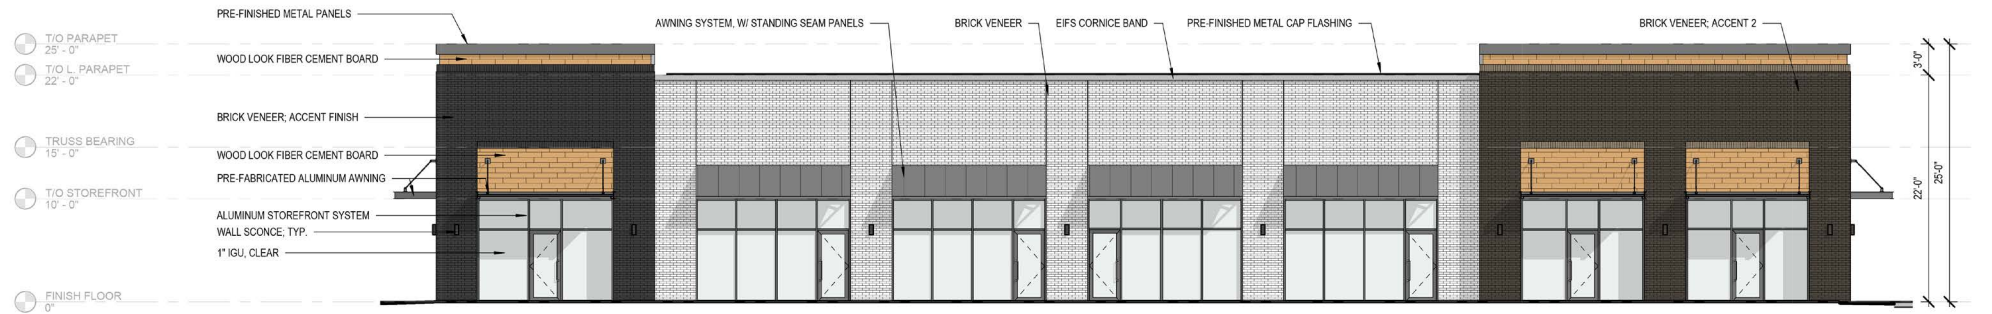 PRE-FINISHED METAL PANELS
AWNING SYSTEM, W/ STANDING SEAM PANELS
BRICK VENEER
EIFS CORNICE BAND
PRE-FINISHED METAL CAP FLASHING
BRICK VENEER; ACCENT 2
T/O PARAPET
25' - 0"
WOOD LOOK FIBER CEMENT BOARD
3'-0"
T/O L. PARAPET
22' - 0"
BRICK VENEER; ACCENT FINISH
TRUSS BEARING
15' - 0"
WOOD LOOK FIBER CEMENT BOARD
PRE-FABRICATED ALUMINUM AWNING
22'-0"
25'-0"
T/O STOREFRONT
10' - 0"
ALUMINUM STOREFRONT SYSTEM
WALL SCONCE; TYP.
1" IGU, CLEAR
FINISH FLOOR
0"